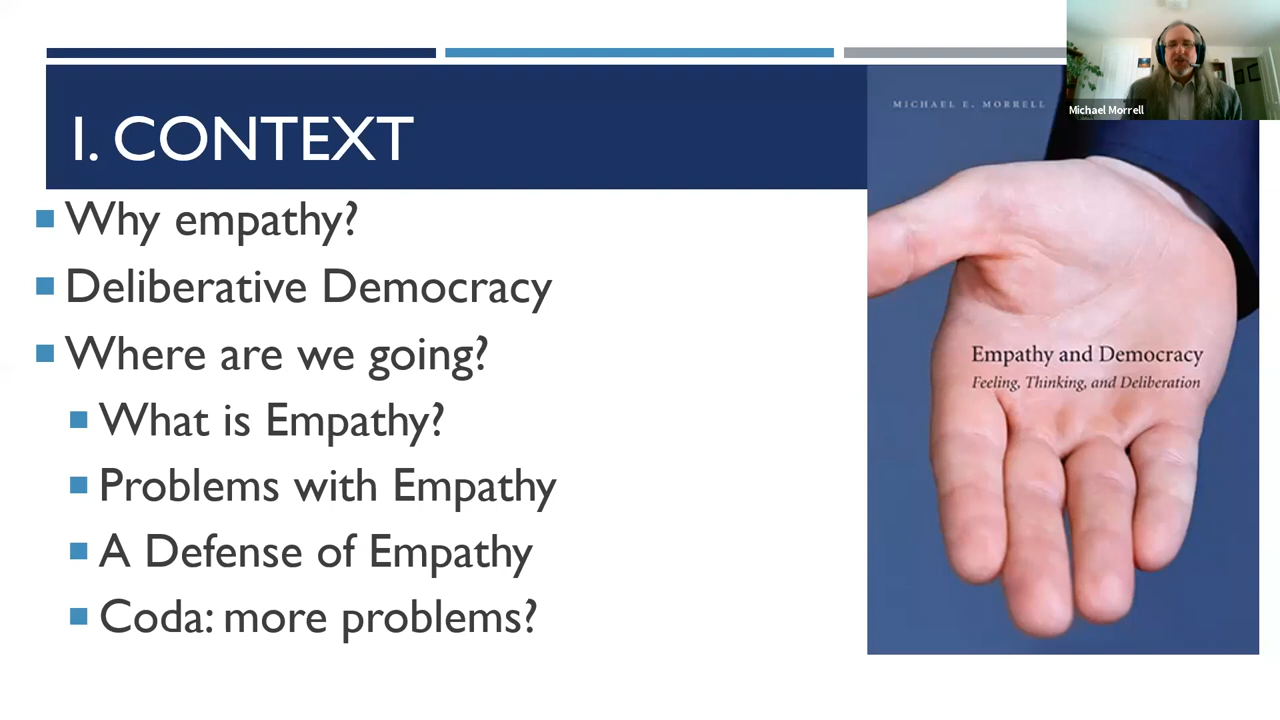 I. CONTEXT
Why empathy?
Deliberative Democracy
Where are we going?
What is Empathy?
Problems with Empathy
A Defense of Empathy
Coda: more problems?
MICHAEL E. MORRELL
Empathy and Democracy
Feeling, Thinking, and Deliberation
Michael Morrell